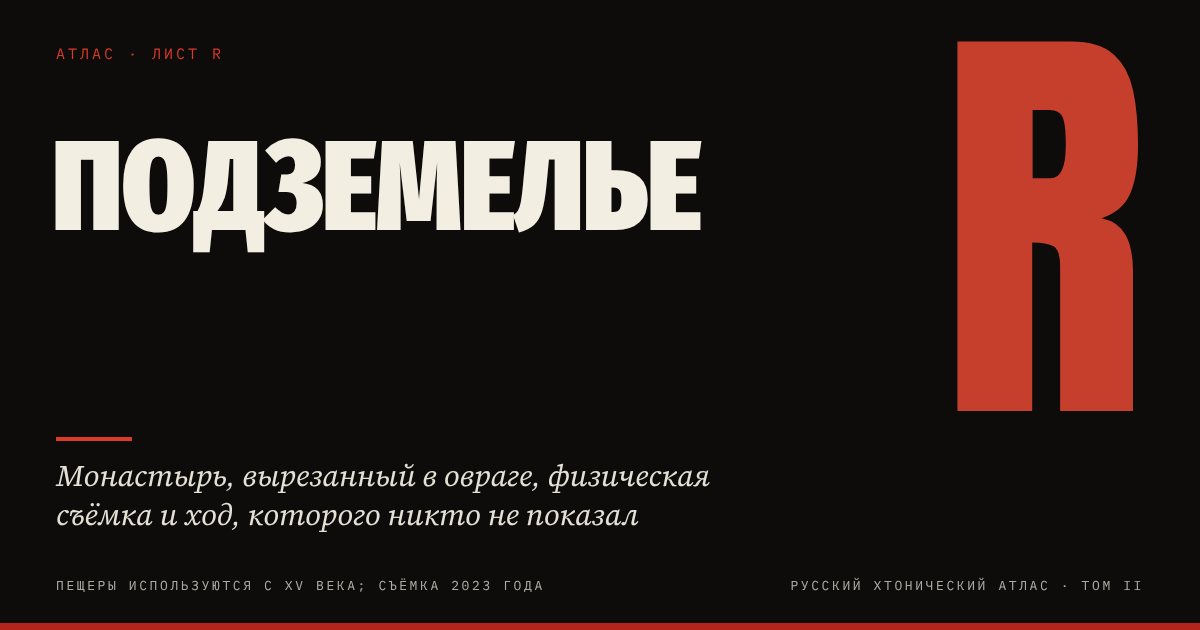 АТЛАС · ЛИСТ R
R
ПОДЗЕМЕЛЬЕ
Монастырь, вырезанный в овраге, физическая
съёмка и ход, которого никто не показал
ПЕЩЕРЫ ИСПОЛЬЗУЮТСЯ С XV ВЕКА; СЪЁМКА 2023 ГОДА
РУССКИЙ ХТОНИЧЕСКИЙ АТЛАС · ТОМ II